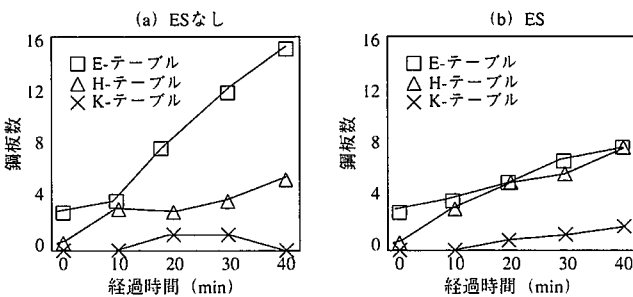 (a) ESなし
16
12
8
4
0
鋼板数
E-テーブル
H-テーブル
K-テーブル
0 10 20 30 40
経過時間 (min)
(b) ES
16
12
8
4
0
鋼板数
E-テーブル
H-テーブル
K-テーブル
0 10 20 30 40
経過時間 (min)